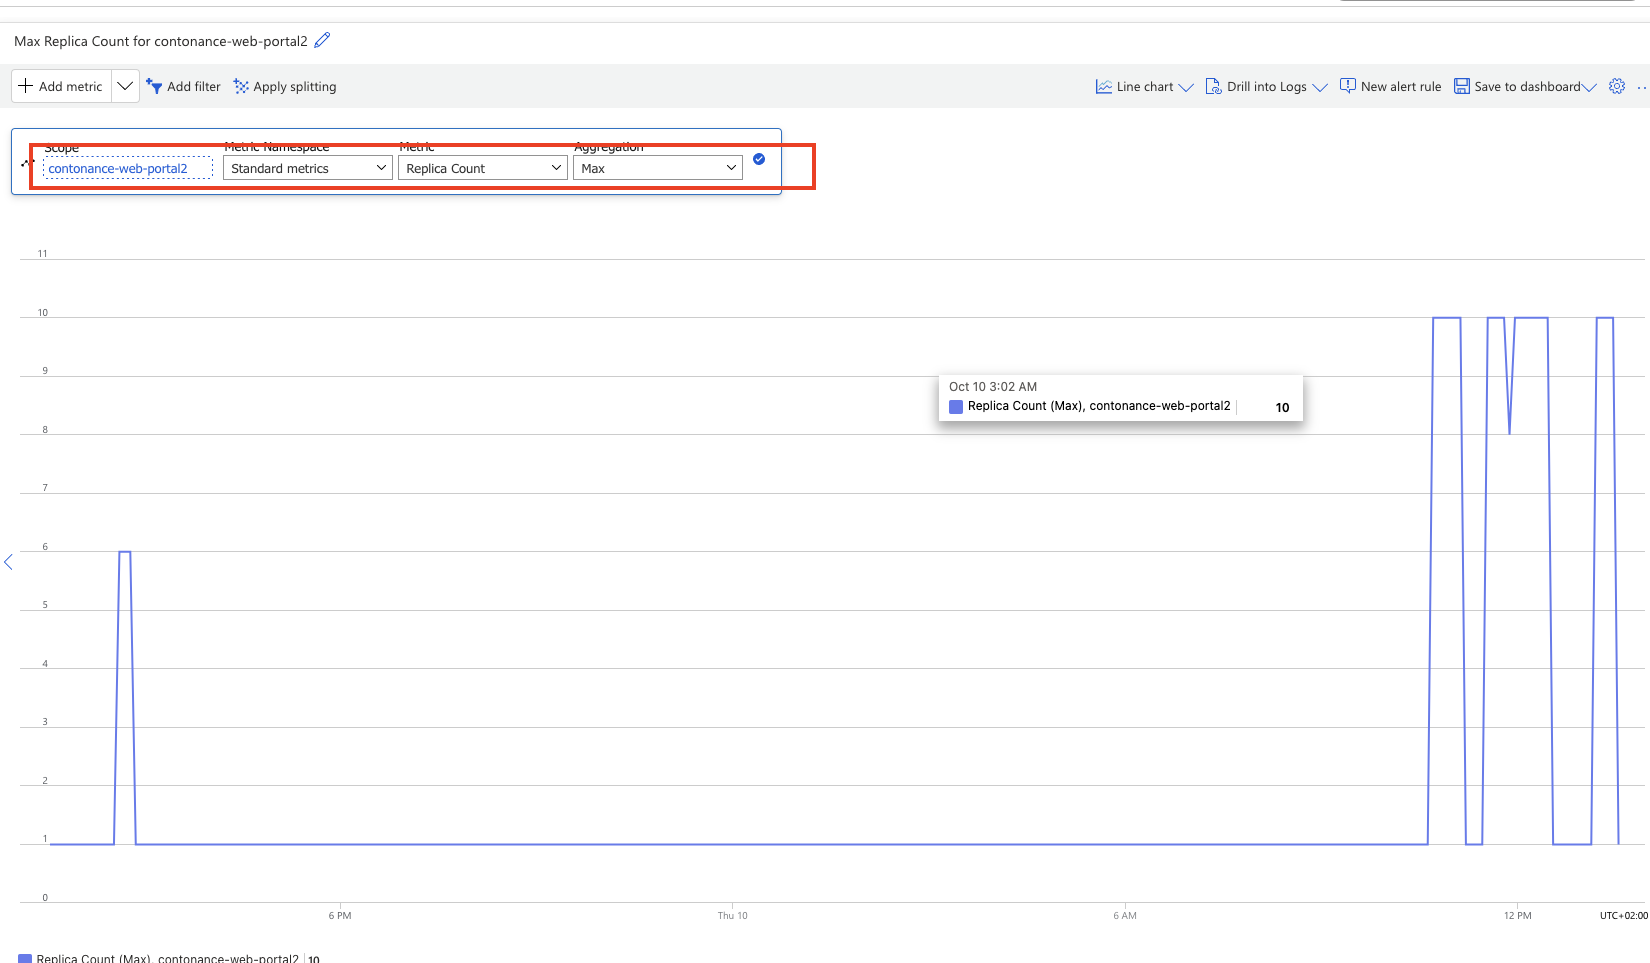 Max Replica Count for contonance-web-portal2
Add metric Add filter Apply splitting Line chart Drill into Logs New alert rule Save to dashboard
Scope Metric Namespace Metric Aggregation
contonance-web-portal2 Standard metrics Replica Count Max
11
10
9
Oct 10 3:02 AM
Replica Count (Max), contonance-web-portal2 10
8
7
6
5
4
3
2
1
0
6 PM Thu 10 6 AM 12 PM UTC+02:00
Replica Count (Max), contonance-web-portal2 10